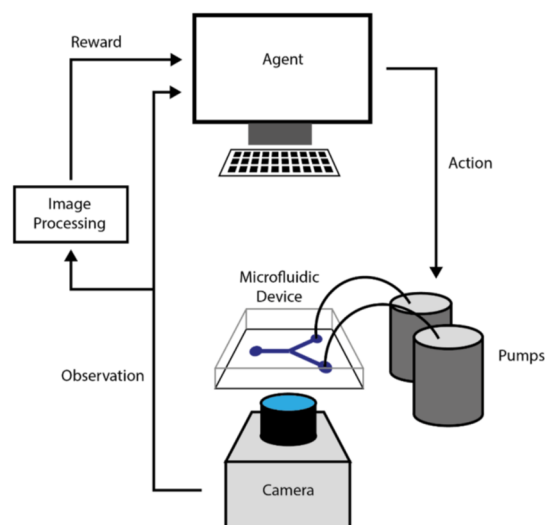 Reward
Agent
Action
Image
Processing
Microfluidic
Device
Pumps
Observation
Camera